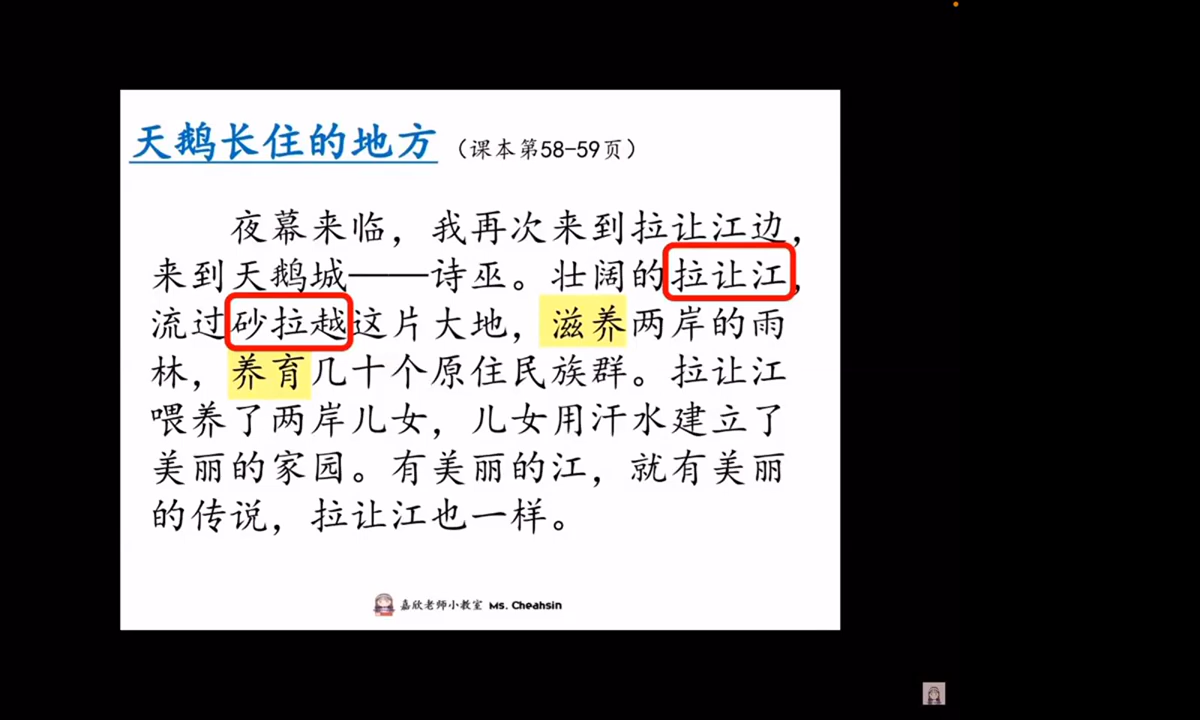 天鹅长住的地方（课本第58-59页）
夜幕来临，我再次来到拉让江边，
来到天鹅城——诗巫。壮阔的拉让江，
流过砂拉越这片大地，滋养两岸的雨
林，养育几十个原住民族群。拉让江
喂养了两岸儿女，儿女用汗水建立了
美丽的家园。有美丽的江，就有美丽
的传说，拉让江也一样。
嘉欣老师小教室 Ms. Cheahsin